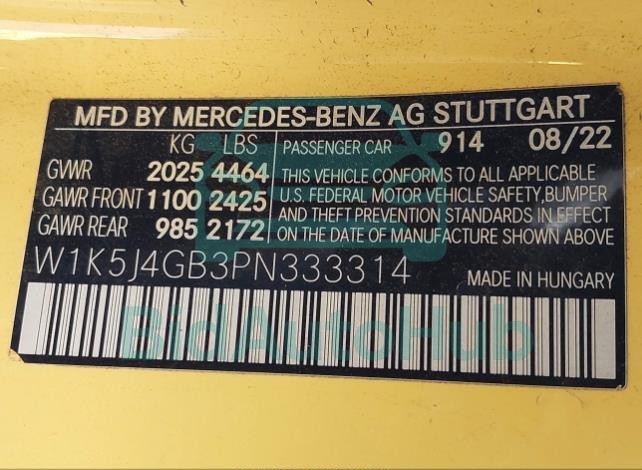 MFD BY MERCEDES-BENZ AG STUTTGART
KG LBS PASSENGER CAR 914 08/22
GVWR 2025 4464
GAWR FRONT 1100 2425
GAWR REAR 985 2172
THIS VEHICLE CONFORMS TO ALL APPLICABLE
U.S. FEDERAL MOTOR VEHICLE SAFETY, BUMPER
AND THEFT PREVENTION STANDARDS IN EFFECT
ON THE DATE OF MANUFACTURE SHOWN ABOVE
W1K5J4GB3PN333314 MADE IN HUNGARY
BidAutoHub